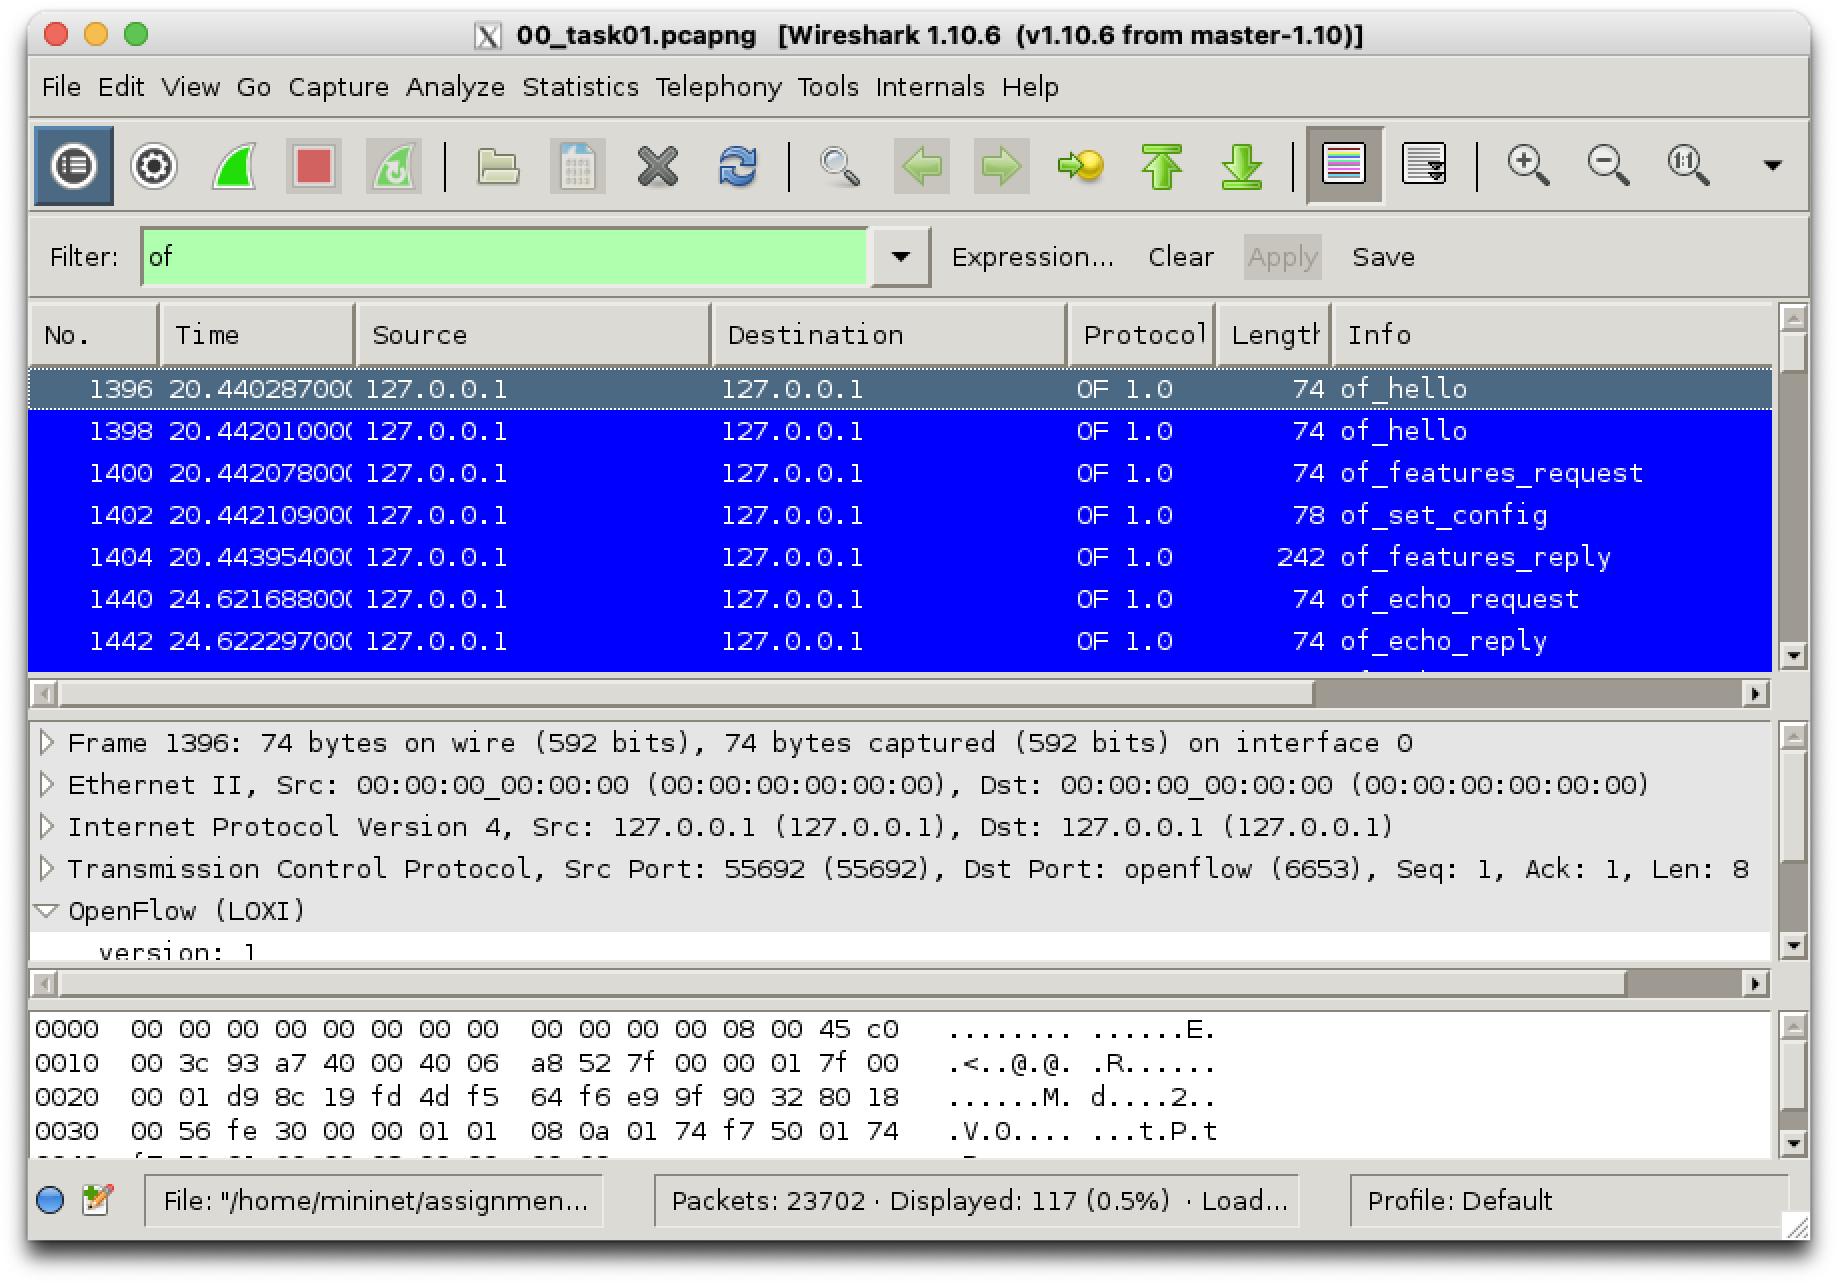 00_task01.pcapng [Wireshark 1.10.6 (v1.10.6 from master-1.10)]
File Edit View Go Capture Analyze Statistics Telephony Tools Internals Help
Filter: of Expression... Clear Apply Save
No. Time Source Destination Protocol Length Info
1396 20.440287000 127.0.0.1 127.0.0.1 OF 1.0 74 of_hello
1398 20.442010000 127.0.0.1 127.0.0.1 OF 1.0 74 of_hello
1400 20.442078000 127.0.0.1 127.0.0.1 OF 1.0 74 of_features_request
1402 20.442109000 127.0.0.1 127.0.0.1 OF 1.0 78 of_set_config
1404 20.443954000 127.0.0.1 127.0.0.1 OF 1.0 242 of_features_reply
1440 24.621688000 127.0.0.1 127.0.0.1 OF 1.0 74 of_echo_request
1442 24.622297000 127.0.0.1 127.0.0.1 OF 1.0 74 of_echo_reply
Frame 1396: 74 bytes on wire (592 bits), 74 bytes captured (592 bits) on interface 0
Ethernet II, Src: 00:00:00_00:00:00 (00:00:00:00:00:00), Dst: 00:00:00_00:00:00 (00:00:00:00:00:00)
Internet Protocol Version 4, Src: 127.0.0.1 (127.0.0.1), Dst: 127.0.0.1 (127.0.0.1)
Transmission Control Protocol, Src Port: 55692 (55692), Dst Port: openflow (6653), Seq: 1, Ack: 1, Len: 8
OpenFlow (LOXI)
version: 1
0000 00 00 00 00 00 00 00 00 00 00 00 00 08 00 45 c0 ........ ......E.
0010 00 3c 93 a7 40 00 40 06 a8 52 7f 00 00 01 7f 00 .<..@.@. .R......
0020 00 01 d9 8c 19 fd 4d f5 64 f6 e9 9f 90 32 80 18 ......M. d....2..
0030 00 56 fe 30 00 00 01 01 08 0a 01 74 f7 50 01 74 .V.0.... ...t.P.t
File: "/home/mininet/assignmen... Packets: 23702 · Displayed: 117 (0.5%) · Load... Profile: Default